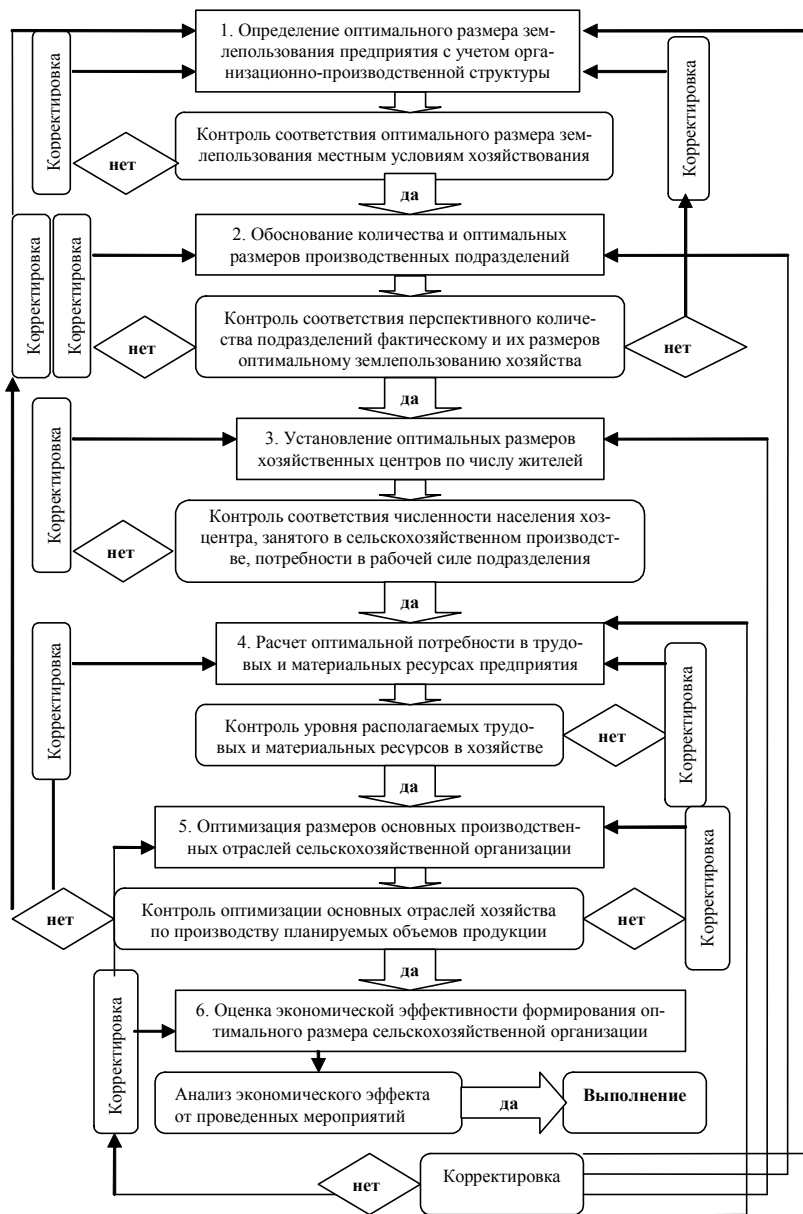 1. Определение оптимального размера зем-
лепользования предприятия с учетом орга-
низационно-производственной структуры
Корректировка
Корректировка
нет
Контроль соответствия оптимального размера зем-
лепользования местным условиям хозяйствования
да
Корректировка
Корректировка
2. Обоснование количества и оптимальных
размеров производственных подразделений
нет
Контроль соответствия перспективного количе-
ства подразделений фактическому и их размеров
оптимальному землепользованию хозяйства
нет
да
Корректировка
3. Установление оптимальных размеров
хозяйственных центров по числу жителей
нет
Контроль соответствия численности населения хоз-
центра, занятого в сельскохозяйственном производст-
ве, потребности в рабочей силе подразделения
да
Корректировка
4. Расчет оптимальной потребности в трудо-
вых и материальных ресурсах предприятия
Корректировка
Контроль уровня располагаемых трудо-
вых и материальных ресурсов в хозяйстве
нет
да
5. Оптимизация размеров основных производствен-
ных отраслей сельскохозяйственной организации
Корректировка
нет
Контроль оптимизации основных отраслей хозяйства
по производству планируемых объемов продукции
нет
да
Корректировка
6. Оценка экономической эффективности формирования оп-
тимального размера сельскохозяйственной организации
Анализ экономического эффекта
от проведенных мероприятий
да
Выполнение
нет
Корректировка